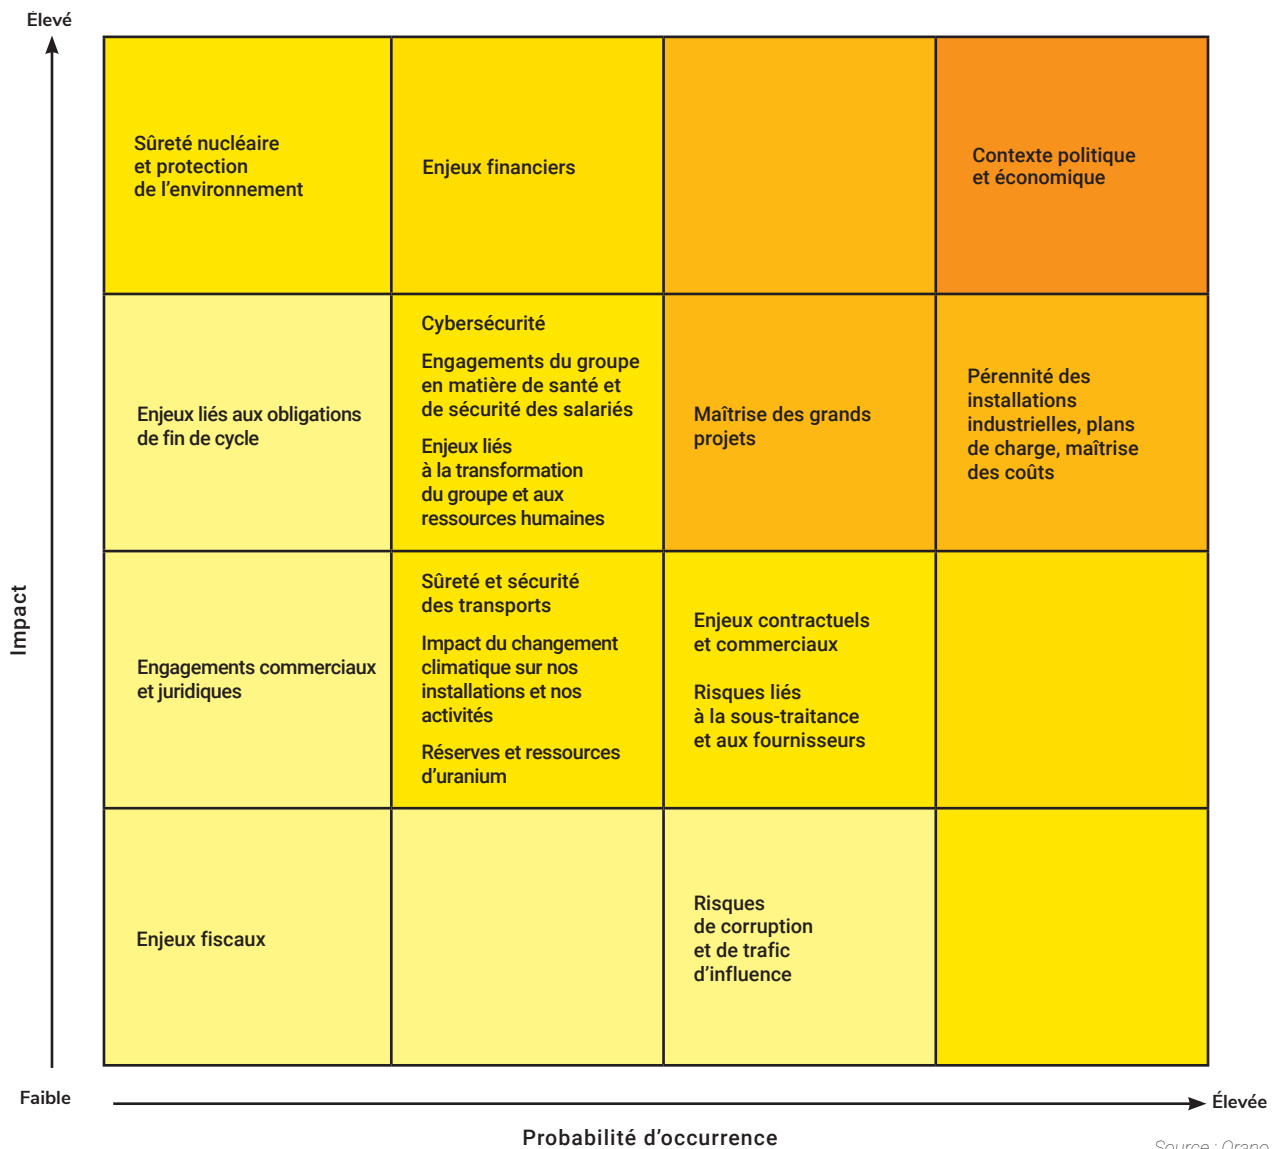 Élevé
Sûreté nucléaire
et protection
de l'environnement
Enjeux financiers
Contexte politique
et économique
Enjeux liés aux obligations
de fin de cycle
Cybersécurité
Engagements du groupe
en matière de santé et
de sécurité des salariés
Enjeux liés
à la transformation
du groupe et aux
ressources humaines
Maîtrise des grands
projets
Pérennité des
installations
industrielles, plans
de charge, maîtrise
des coûts
Impact
Engagements commerciaux
et juridiques
Sûreté et sécurité
des transports
Impact du changement
climatique sur nos
installations et nos
activités
Réserves et ressources
d'uranium
Enjeux contractuels
et commerciaux
Risques liés
à la sous-traitance
et aux fournisseurs
Enjeux fiscaux
Risques
de corruption
et de trafic
d'influence
Faible
Élevée
Probabilité d'occurrence
Source : Orano